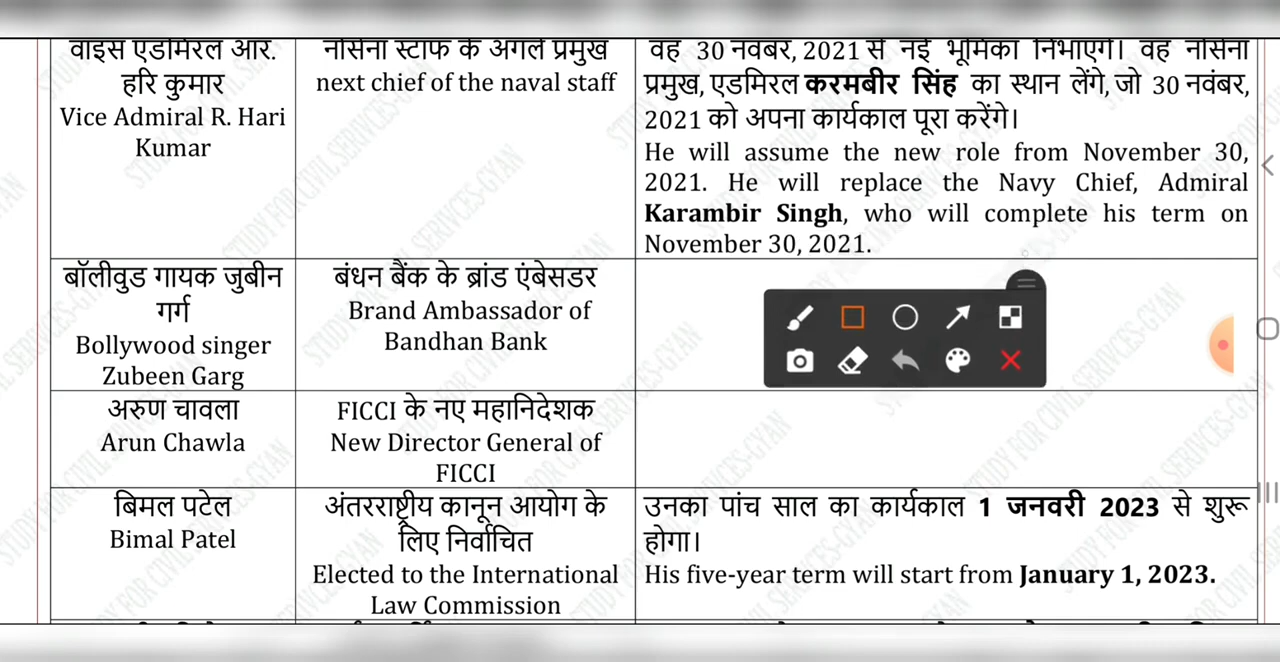 वाइस एडमिरल आर.
हरि कुमार
Vice Admiral R. Hari
Kumar
नौसेना स्टाफ के अगले प्रमुख
next chief of the naval staff
वह 30 नवंबर, 2021 से नई भूमिका निभाएंगे। वह नौसेना
प्रमुख, एडमिरल करमबीर सिंह का स्थान लेंगे, जो 30 नवंबर,
2021 को अपना कार्यकाल पूरा करेंगे।
He will assume the new role from November 30,
2021. He will replace the Navy Chief, Admiral
Karambir Singh, who will complete his term on
November 30, 2021.
बॉलीवुड गायक जुबीन
गर्ग
Bollywood singer
Zubeen Garg
बंधन बैंक के ब्रांड एंबेसडर
Brand Ambassador of
Bandhan Bank
अरुण चावला
Arun Chawla
FICCI के नए महानिदेशक
New Director General of
FICCI
बिमल पटेल
Bimal Patel
अंतरराष्ट्रीय कानून आयोग के
लिए निर्वाचित
Elected to the International
Law Commission
उनका पांच साल का कार्यकाल 1 जनवरी 2023 से शुरू
होगा।
His five-year term will start from January 1, 2023.